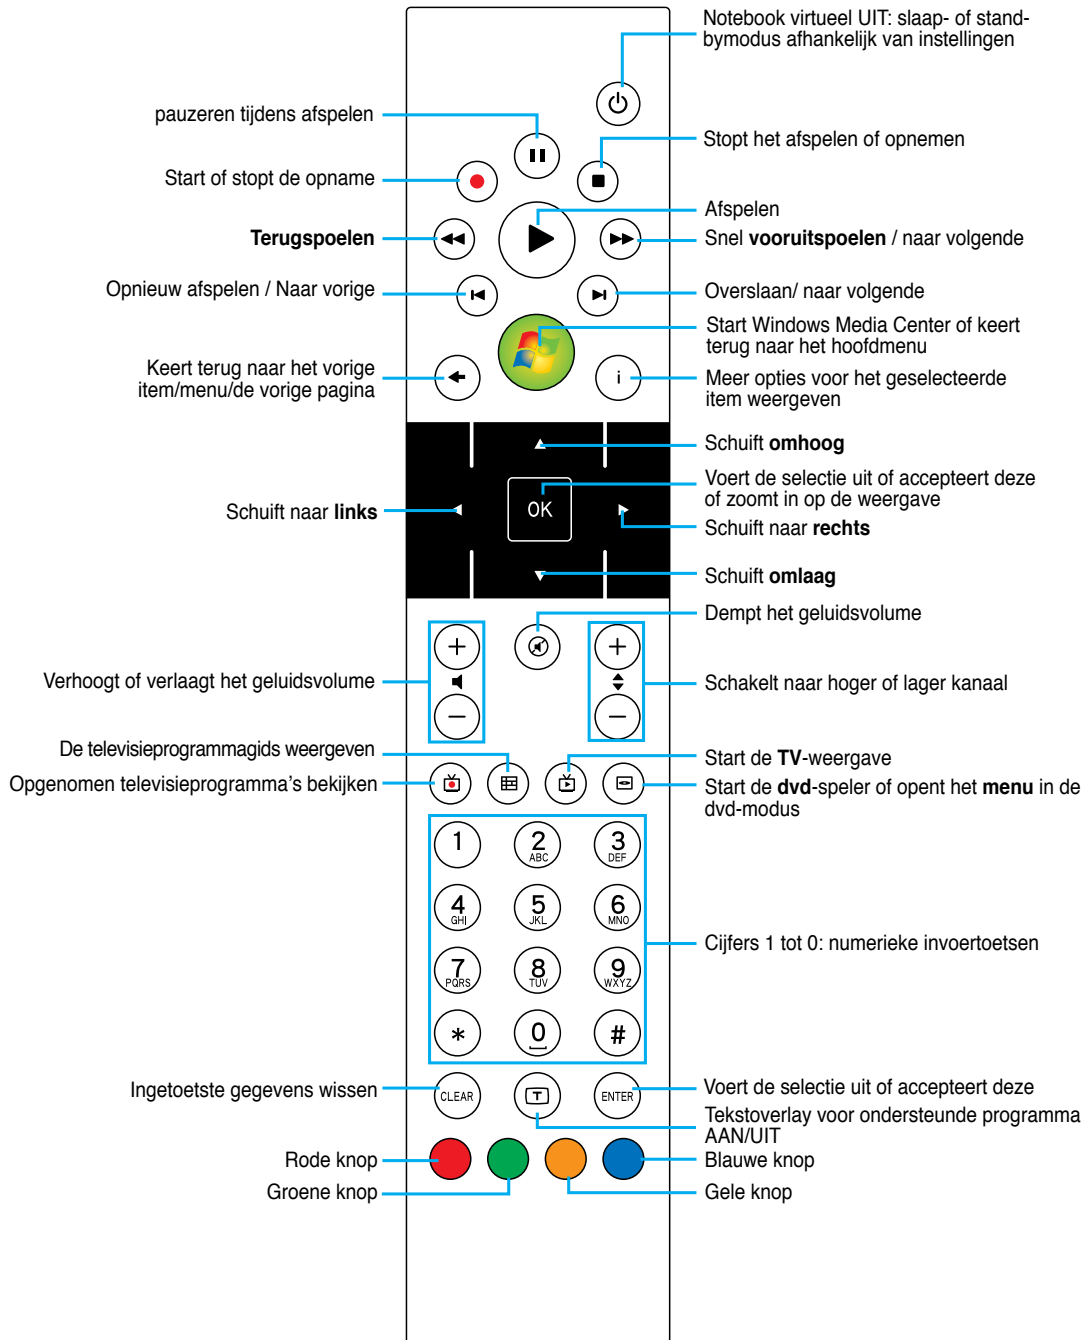 Notebook virtueel UIT: slaap- of stand-
bymodus afhankelijk van instellingen
pauzeren tijdens afspelen
Stopt het afspelen of opnemen
Start of stopt de opname
Afspelen
Terugspoelen
Snel vooruitspoelen / naar volgende
Opnieuw afspelen / Naar vorige
Overslaan/ naar volgende
Start Windows Media Center of keert
terug naar het hoofdmenu
Keert terug naar het vorige
item/menu/de vorige pagina
i
Meer opties voor het geselecteerde
item weergeven
Schuift omhoog
Voert de selectie uit of accepteert deze
of zoomt in op de weergave
OK
Schuift naar links
Schuift naar rechts
Schuift omlaag
Dempt het geluidsvolume
+
+
Verhoogt of verlaagt het geluidsvolume
Schakelt naar hoger of lager kanaal
−
−
De televisieprogrammagids weergeven
Start de TV-weergave
Opgenomen televisieprogramma's bekijken
Start de dvd-speler of opent het menu in de
dvd-modus
1
2
ABC
3
DEF
4
GHI
5
JKL
6
MNO
Cijfers 1 tot 0: numerieke invoertoetsen
7
PQRS
8
TUV
9
WXYZ
*
0
#
Ingetoetste gegevens wissen
CLEAR
T
ENTER
Voert de selectie uit of accepteert deze
Tekstoverlay voor ondersteunde programma
AAN/UIT
Rode knop
Blauwe knop
Groene knop
Gele knop